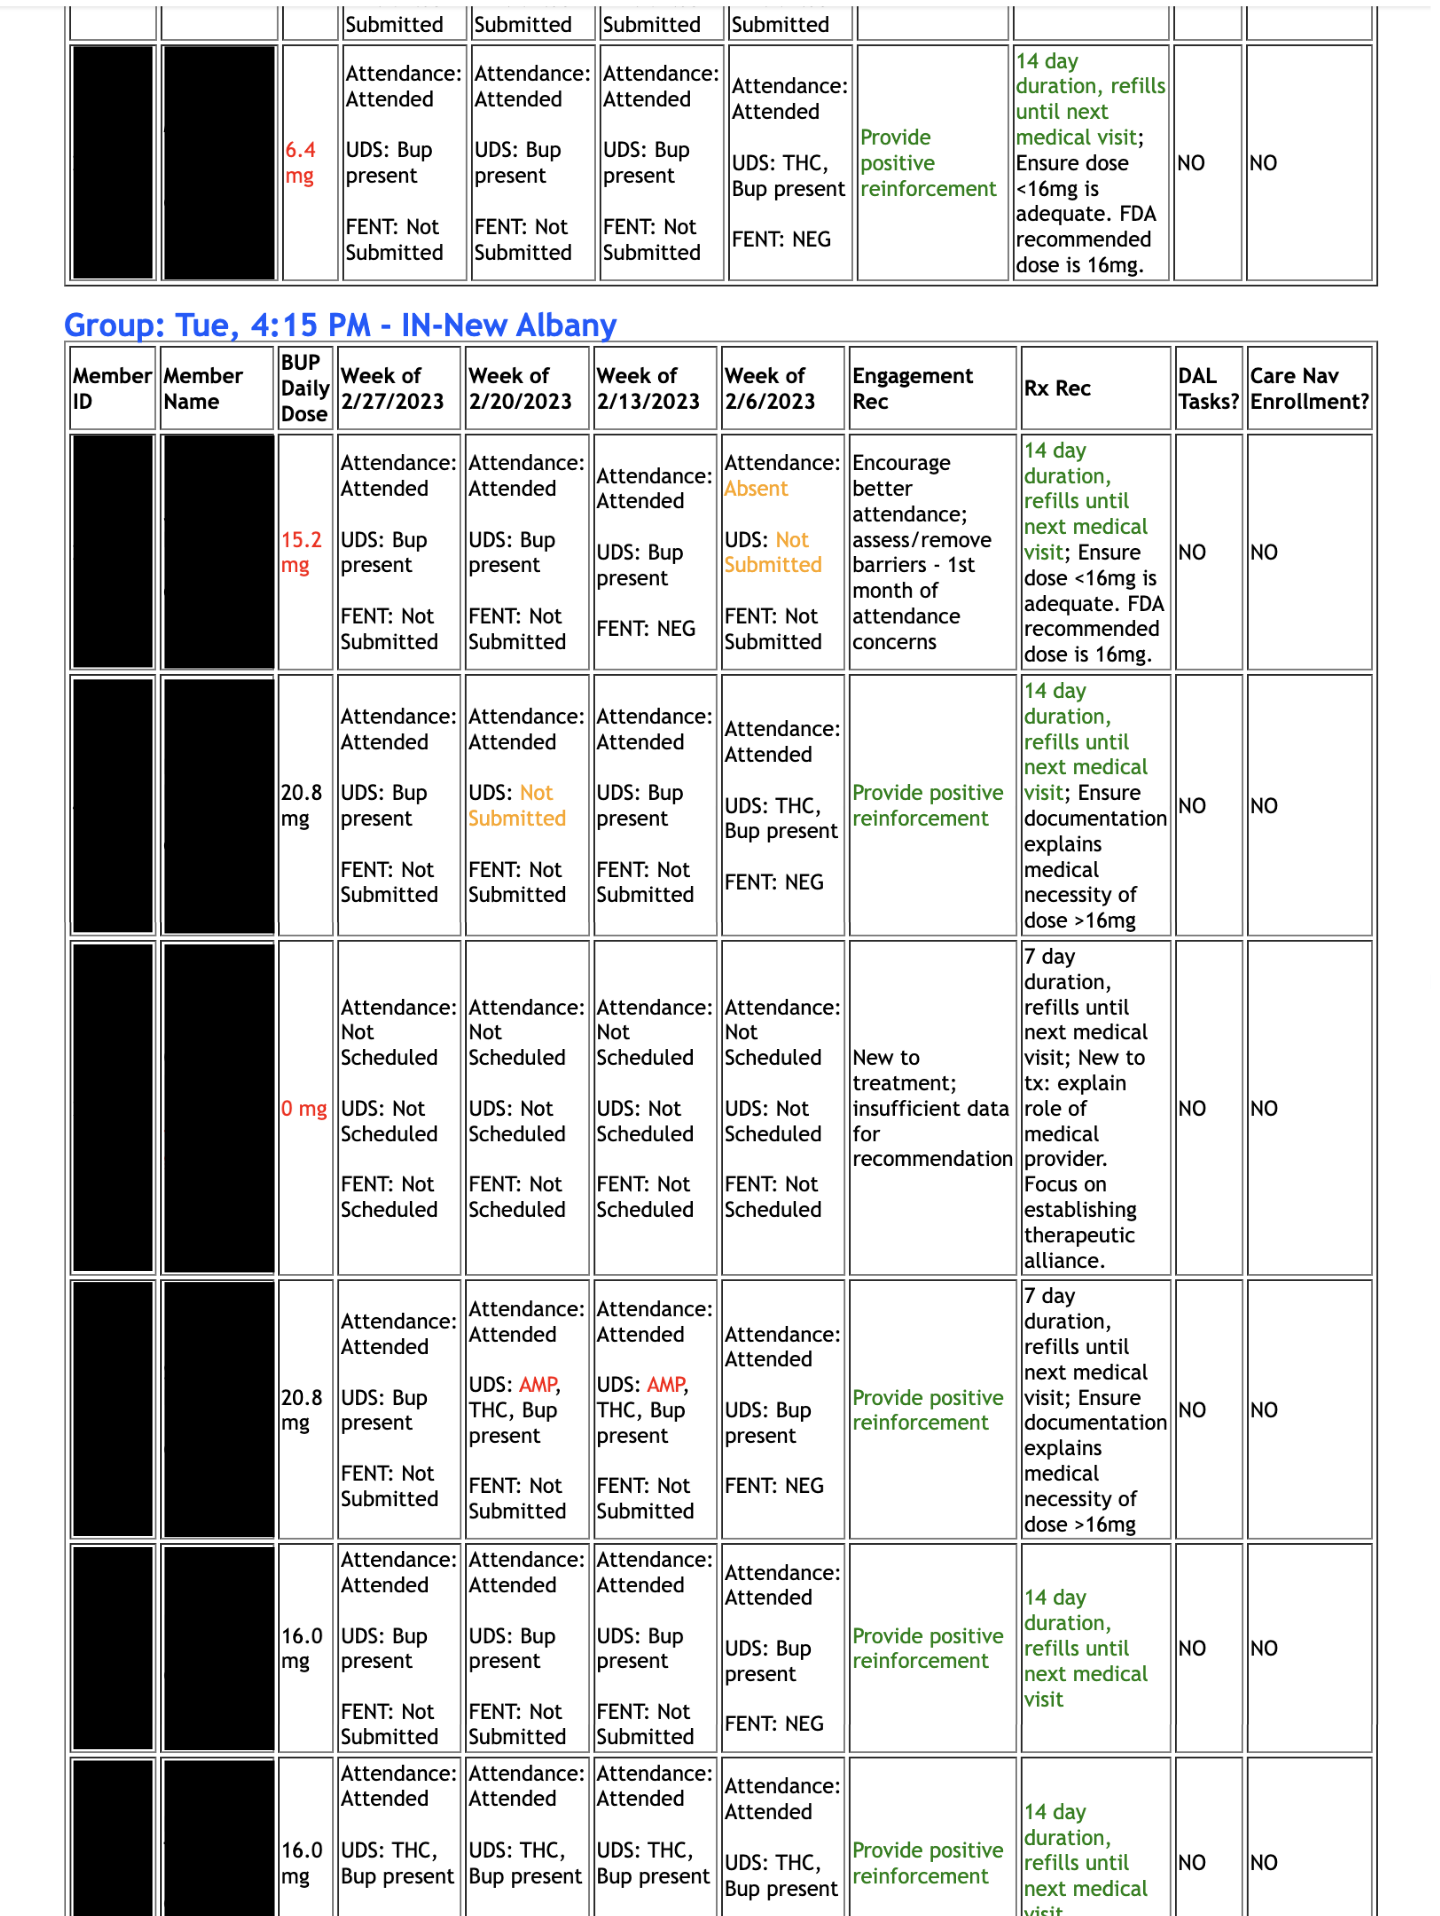 Submitted
Submitted
Submitted
Submitted
6.4
mg
Attendance:
Attended
UDS: Bup
present
FENT: Not
Submitted
Attendance:
Attended
UDS: Bup
present
FENT: Not
Submitted
Attendance:
Attended
UDS: Bup
present
FENT: Not
Submitted
Attendance:
Attended
UDS: THC,
Bup present
FENT: NEG
Provide
positive
reinforcement
14 day
duration, refills
until next
medical visit;
Ensure dose
<16mg is
adequate. FDA
recommended
dose is 16mg.
NO
NO
Group: Tue, 4:15 PM - IN-New Albany
Member
ID
Member
Name
BUP
Daily
Dose
Week of
2/27/2023
Week of
2/20/2023
Week of
2/13/2023
Week of
2/6/2023
Engagement
Rec
Rx Rec
DAL
Tasks?
Care Nav
Enrollment?
15.2
mg
Attendance:
Attended
UDS: Bup
present
FENT: Not
Submitted
Attendance:
Attended
UDS: Bup
present
FENT: Not
Submitted
Attendance:
Attended
UDS: Bup
present
FENT: NEG
Attendance:
Absent
UDS: Not
Submitted
FENT: Not
Submitted
Encourage
better
attendance;
assess/remove
barriers - 1st
month of
attendance
concerns
14 day
duration,
refills until
next medical
visit; Ensure
dose <16mg is
adequate. FDA
recommended
dose is 16mg.
NO
NO
20.8
mg
Attendance:
Attended
UDS: Bup
present
FENT: Not
Submitted
Attendance:
Attended
UDS: Not
Submitted
FENT: Not
Submitted
Attendance:
Attended
UDS: Bup
present
FENT: Not
Submitted
Attendance:
Attended
UDS: THC,
Bup present
FENT: NEG
Provide positive
reinforcement
14 day
duration,
refills until
next medical
visit; Ensure
documentation
explains
medical
necessity of
dose >16mg
NO
NO
0 mg
Attendance:
Not
Scheduled
UDS: Not
Scheduled
FENT: Not
Scheduled
Attendance:
Not
Scheduled
UDS: Not
Scheduled
FENT: Not
Scheduled
Attendance:
Not
Scheduled
UDS: Not
Scheduled
FENT: Not
Scheduled
Attendance:
Not
Scheduled
UDS: Not
Scheduled
FENT: Not
Scheduled
New to
treatment;
insufficient data
for
recommendation
7 day
duration,
refills until
next medical
visit; New to
tx: explain
role of
medical
provider.
Focus on
establishing
therapeutic
alliance.
NO
NO
20.8
mg
Attendance:
Attended
UDS: Bup
present
FENT: Not
Submitted
Attendance:
Attended
UDS: AMP,
THC, Bup
present
FENT: Not
Submitted
Attendance:
Attended
UDS: AMP,
THC, Bup
present
FENT: Not
Submitted
Attendance:
Attended
UDS: Bup
present
FENT: NEG
Provide positive
reinforcement
7 day
duration,
refills until
next medical
visit; Ensure
documentation
explains
medical
necessity of
dose >16mg
NO
NO
16.0
mg
Attendance:
Attended
UDS: Bup
present
FENT: Not
Submitted
Attendance:
Attended
UDS: Bup
present
FENT: Not
Submitted
Attendance:
Attended
UDS: Bup
present
FENT: Not
Submitted
Attendance:
Attended
UDS: Bup
present
FENT: NEG
Provide positive
reinforcement
14 day
duration,
refills until
next medical
visit
NO
NO
16.0
mg
Attendance:
Attended
UDS: THC,
Bup present
Attendance:
Attended
UDS: THC,
Bup present
Attendance:
Attended
UDS: THC,
Bup present
Attendance:
Attended
UDS: THC,
Bup present
Provide positive
reinforcement
14 day
duration,
refills until
next medical
visit
NO
NO